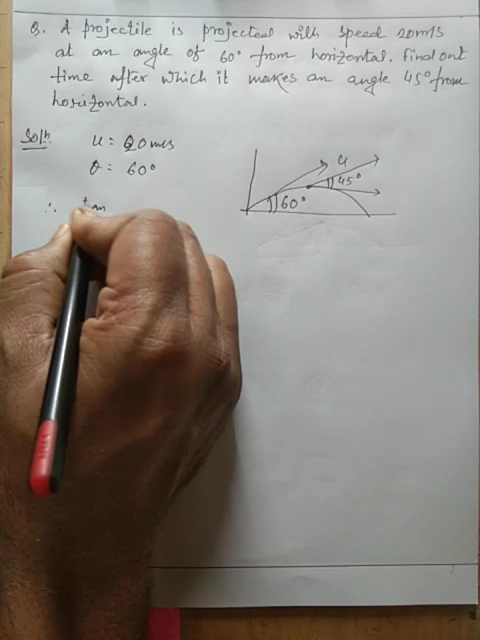 Q. A projectile is projected with speed 20m/s
at an angle of 60° from horizontal. find out
time after which it makes an angle 45° from
horizontal.
Soln.
u = 20m/s
θ = 60°
∴ tan
u
45°
60°